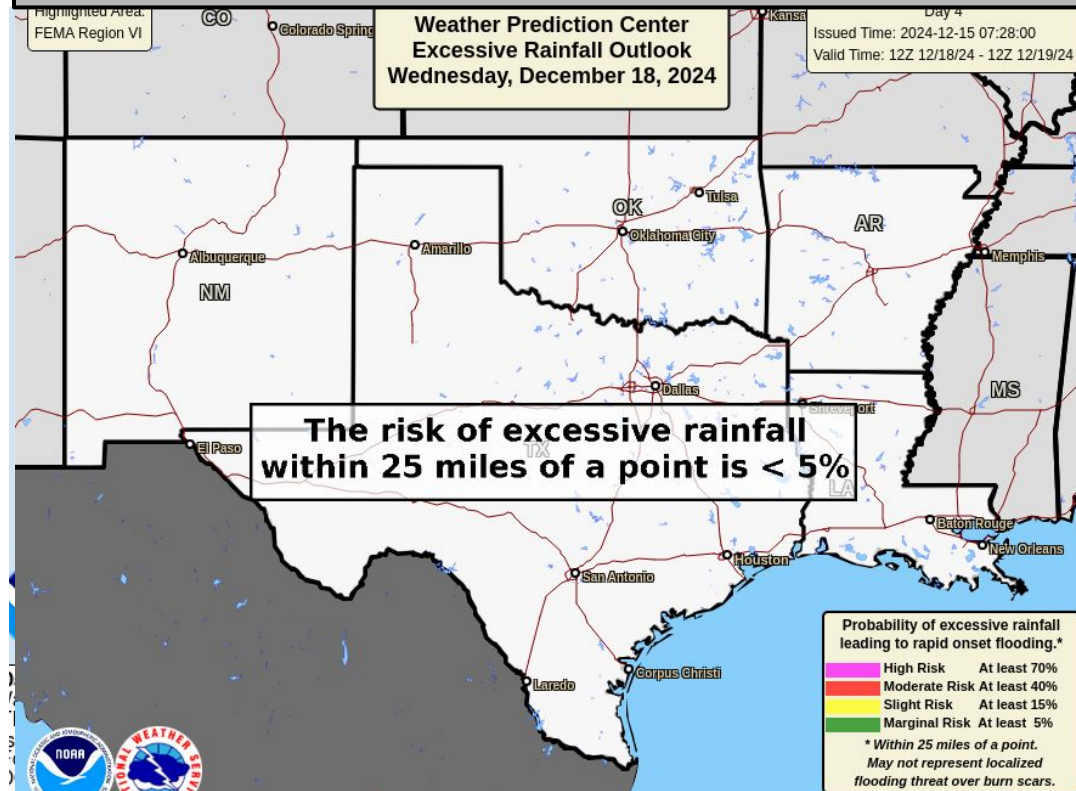 Highlighted Area:
FEMA Region VI
Weather Prediction Center
Excessive Rainfall Outlook
Wednesday, December 18, 2024
Day 4
Issued Time: 2024-12-15 07:28:00
Valid Time: 12Z 12/18/24 - 12Z 12/19/24
CO
Colorado Spring
Kansa
Tulsa
OK
Oklahoma City
AR
Amarillo
Albuquerque
Memphis
NM
Dallas
MS
Shreveport
The risk of excessive rainfall
within 25 miles of a point is < 5%
TX
El Paso
LA
Baton Rouge
New Orleans
Houston
San Antonio
Corpus Christi
Laredo
Probability of excessive rainfall
leading to rapid onset flooding.*
High Risk At least 70%
Moderate Risk At least 40%
Slight Risk At least 15%
Marginal Risk At least 5%
* Within 25 miles of a point.
May not represent localized
flooding threat over burn scars.
NOAA
WEATHER SERV